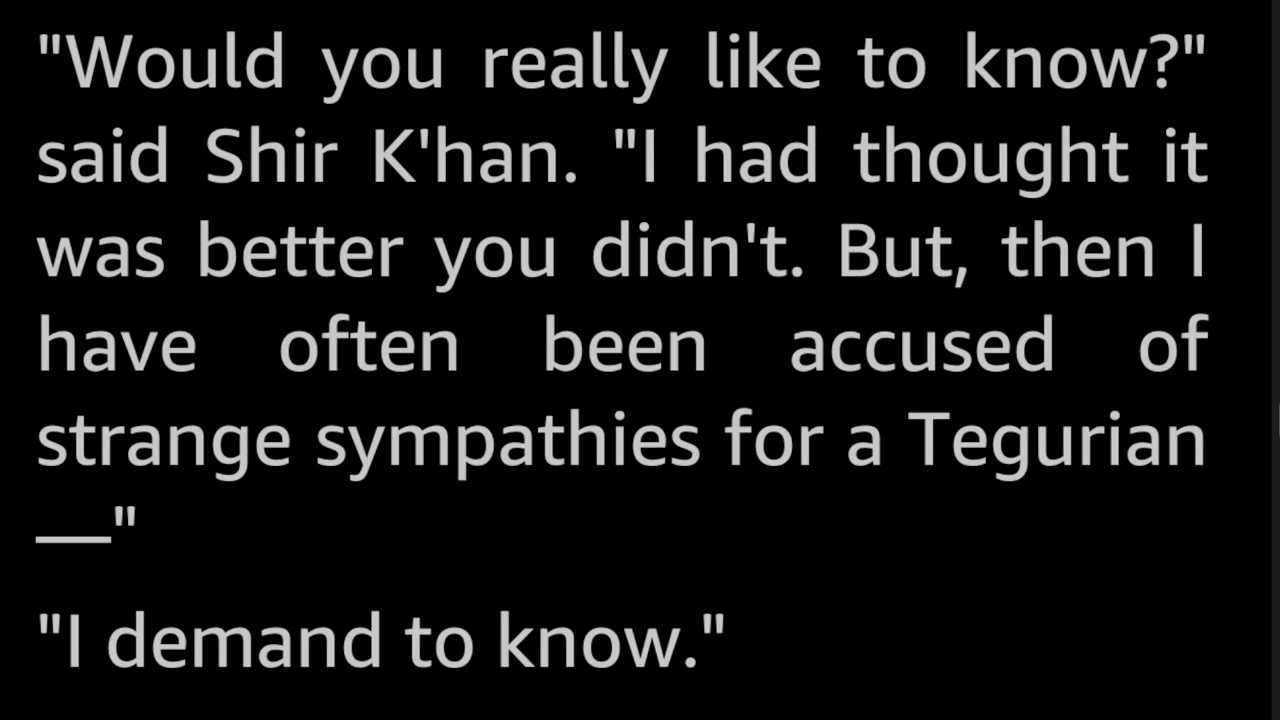 "Would you really like to know?"
said Shir K'han. "I had thought it
was better you didn't. But, then I
have often been accused of
strange sympathies for a Tegurian
—"
"I demand to know."